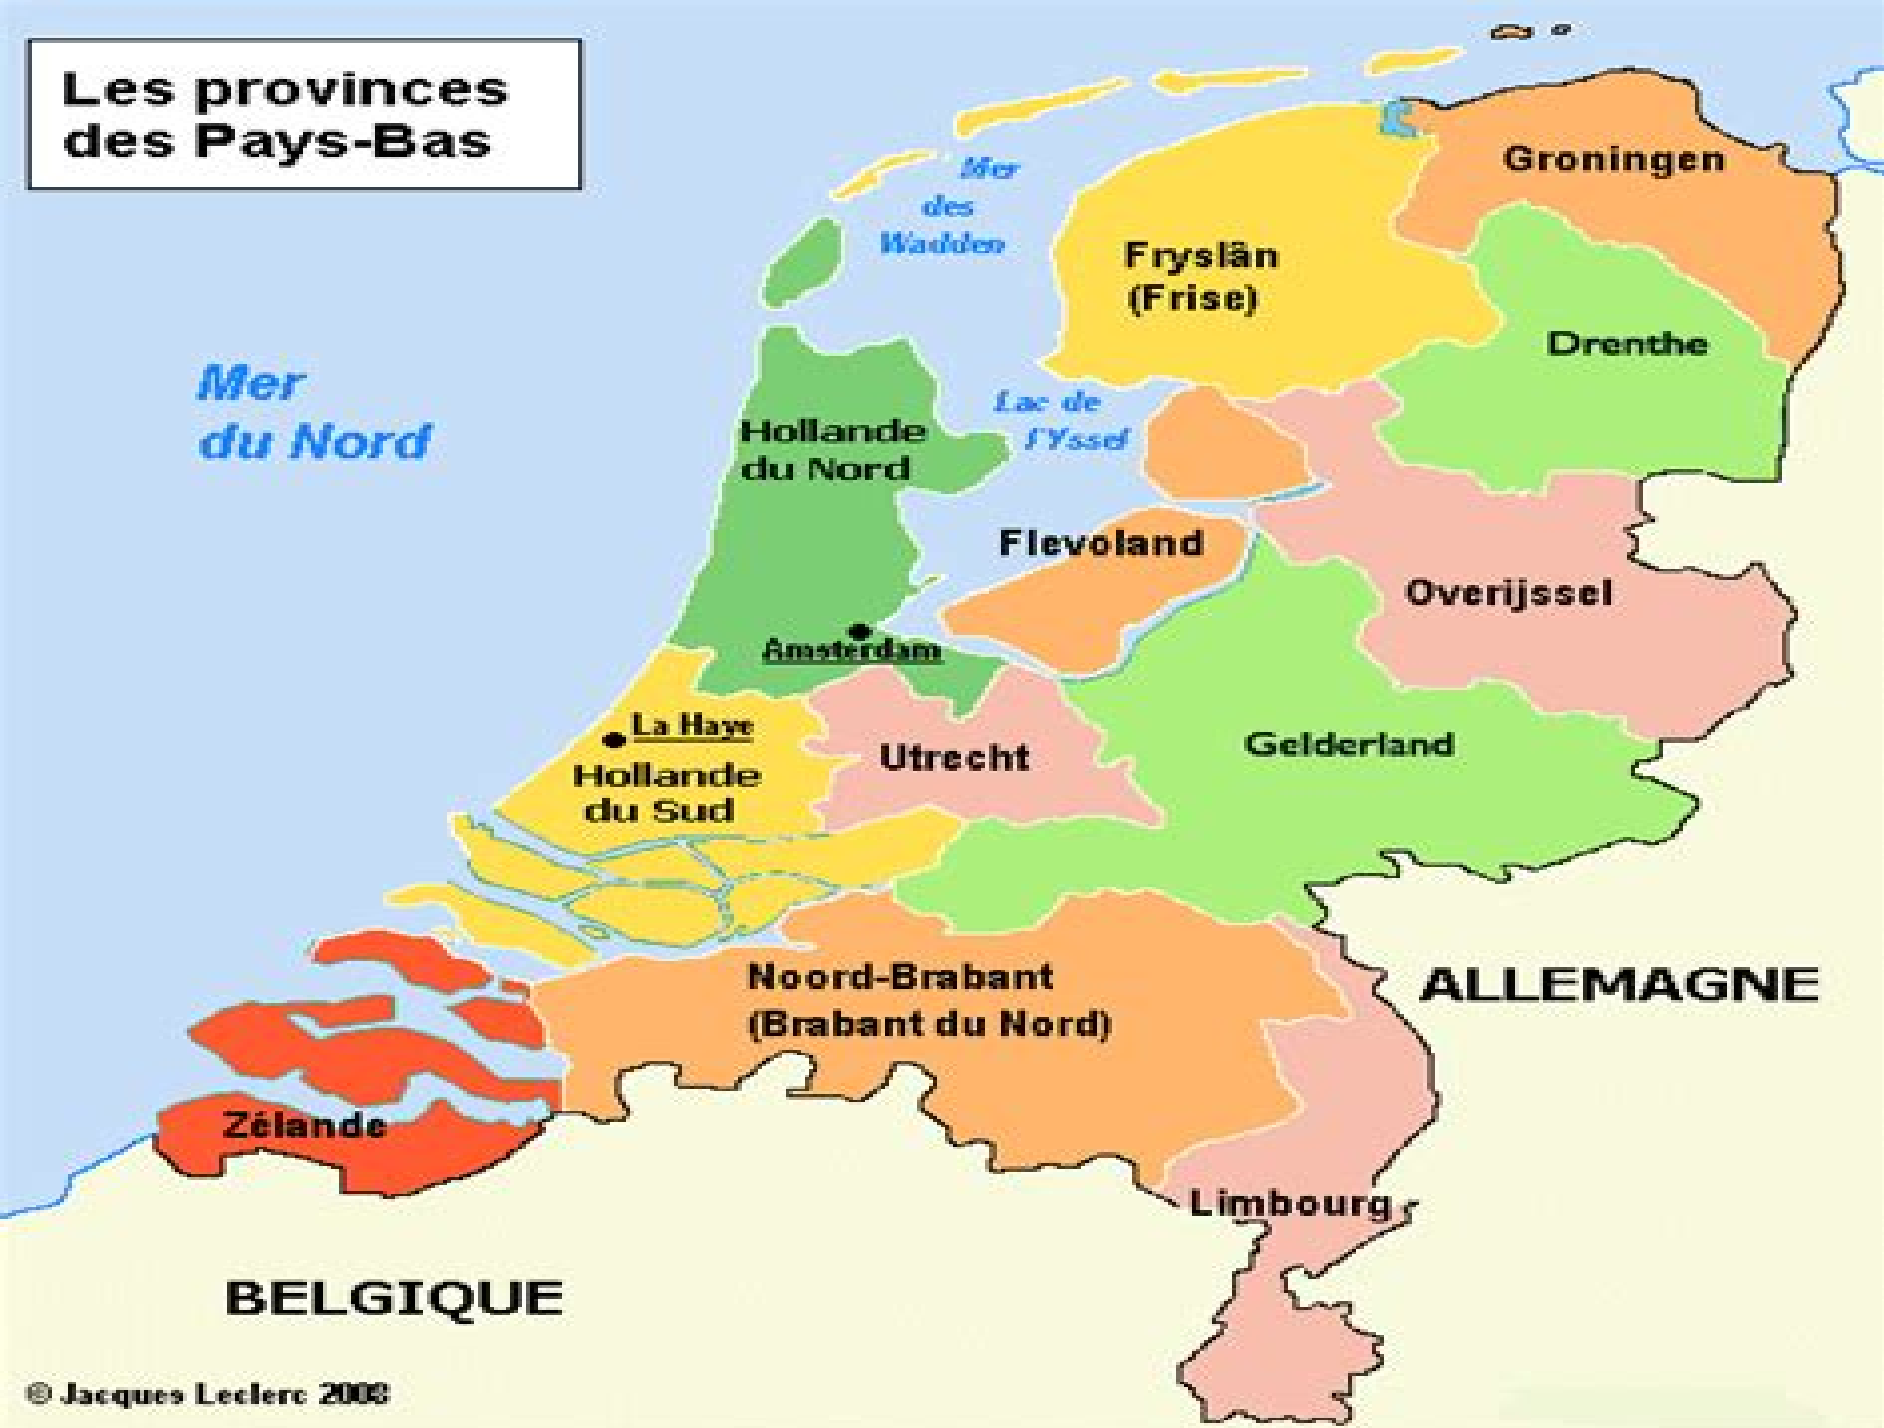 Les provinces
des Pays-Bas
Mer
des
Wadden
Groningen
Fryslân
(Frise)
Drenthe
Mer
du Nord
Lac de
l'Yssel
Hollande
du Nord
Flevoland
Overijssel
Amsterdam
La Haye
Utrecht
Gelderland
Hollande
du Sud
Noord-Brabant
(Brabant du Nord)
ALLEMAGNE
Zélande
Limbourg
BELGIQUE
© Jacques Leclerc 2008